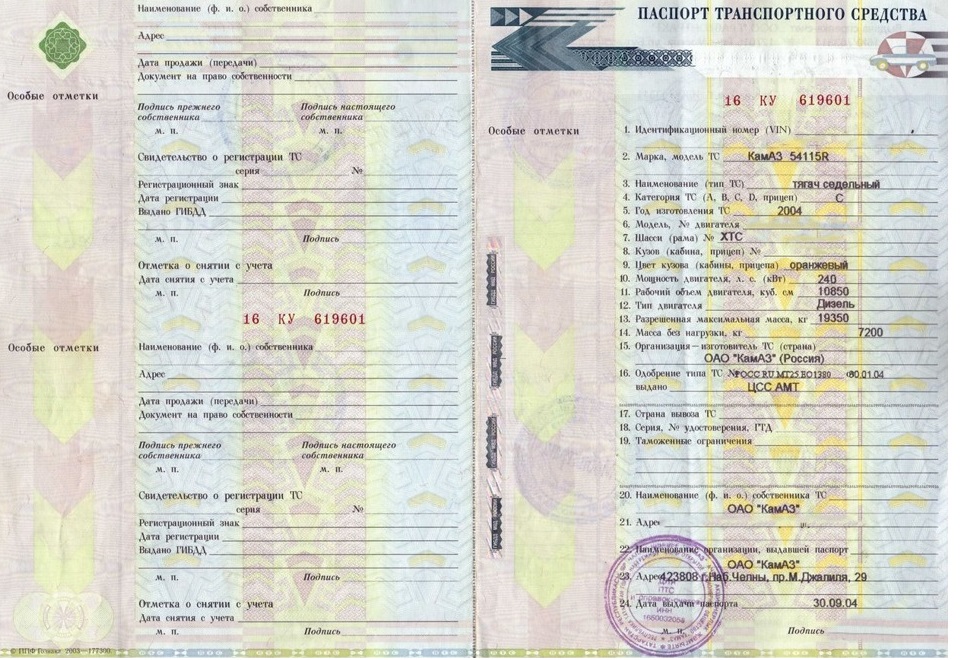 Наименование (ф. и. о.) собственника
Адрес
Дата продажи (передачи)
Документ на право собственности
Особые отметки
Подпись прежнего собственника
Подпись настоящего собственника
м. п.
Свидетельство о регистрации ТС
серия №
Регистрационный знак
Дата регистрации
Выдано ГИБДД
м. п. Подпись
Отметка о снятии с учета
Дата снятия с учета
м. п. Подпись
16 КУ 619601
Особые отметки
Наименование (ф. и. о.) собственника
Адрес
Дата продажи (передачи)
Документ на право собственности
Подпись прежнего собственника
Подпись настоящего собственника
м. п.
Свидетельство о регистрации ТС
серия №
Регистрационный знак
Дата регистрации
Выдано ГИБДД
м. п. Подпись
Отметка о снятии с учета
Дата снятия с учета
м. п. Подпись
ПАСПОРТ ТРАНСПОРТНОГО СРЕДСТВА
16 КУ 619601
Особые отметки
1. Идентификационный номер (VIN)
2. Марка, модель ТС КамАЗ 54115R
3. Наименование (тип ТС) тягач седельный
4. Категория ТС (A, B, C, D, прицеп) С
5. Год изготовления ТС 2004
6. Модель, № двигателя
7. Шасси (рама) № ХТС
8. Кузов (кабина, прицеп) №
9. Цвет кузова (кабины, прицепа) оранжевый
10. Мощность двигателя, л. с. (кВт) 240
11. Рабочий объем двигателя, куб. см 10850
12. Тип двигателя Дизель
13. Разрешенная максимальная масса, кг 19350
14. Масса без нагрузки, кг 7200
15. Организация—изготовитель ТС (страна)
ОАО "КамАЗ" (Россия)
16. Одобрение типа ТС № РОСС RU.МТ25.В01380 30.01.04
выдано ЦСС АМТ
17. Страна вывоза ТС
18. Серия, № удостоверения, ГТД
19. Таможенные ограничения
20. Наименование (ф. и. о.) собственника ТС
ОАО "КамАЗ"
21. Адрес
22. Наименование организации, выдавшей паспорт
ОАО "КамАЗ"
23. Адрес 423808 г.Наб.Челны, пр.М.Джалиля, 29
24. Дата выдачи паспорта 30.09.04
м. п. Подпись